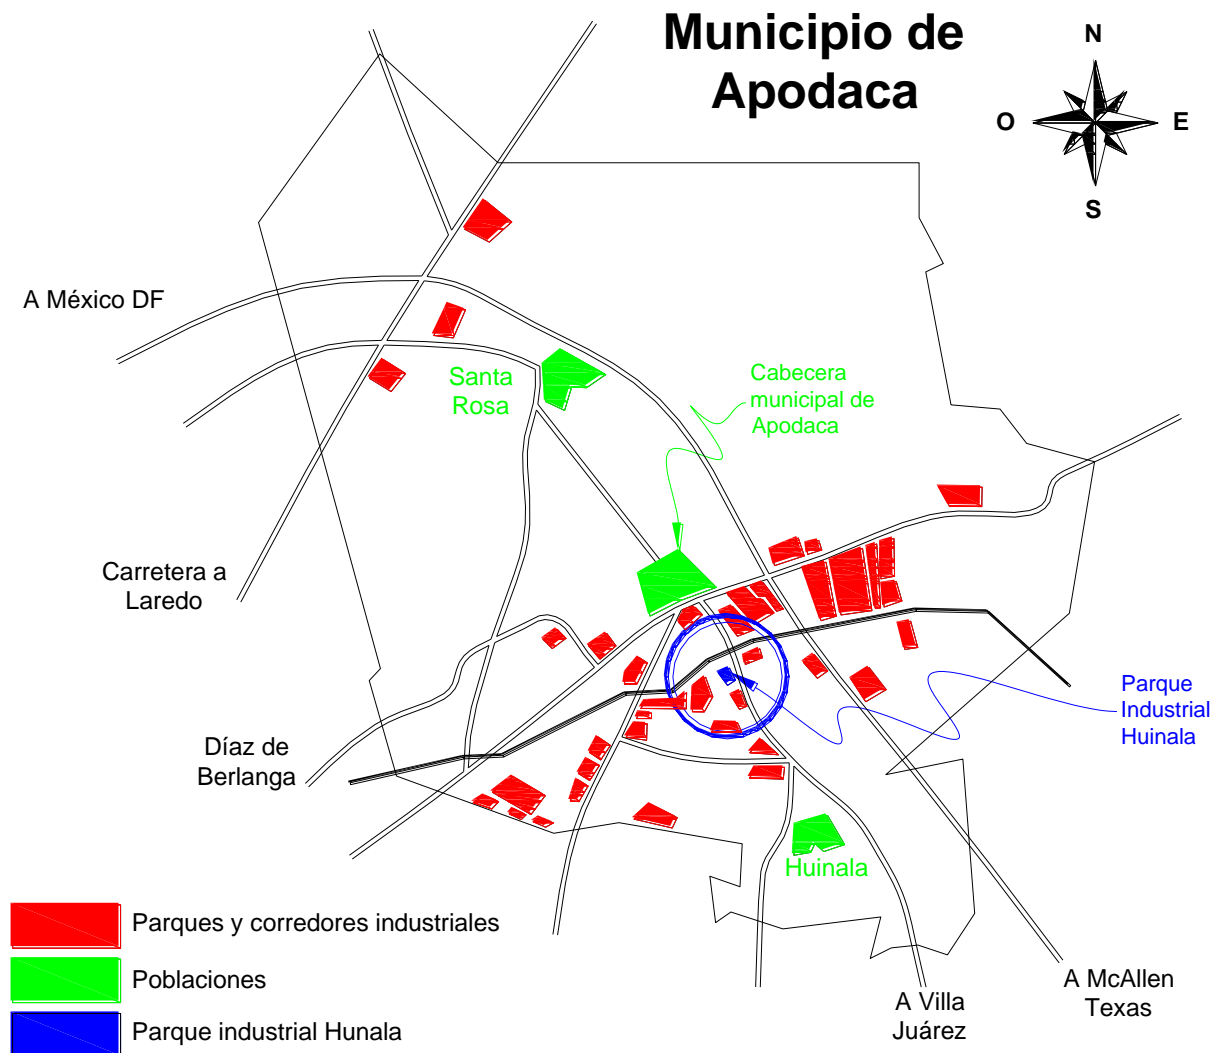 Municipio de
Apodaca
N
O
E
S
A México DF
Santa
Rosa
Cabecera
municipal de
Apodaca
Carretera a
Laredo
Parque
Industrial
Huinala
Díaz de
Berlanga
Huinala
Parques y corredores industriales
Poblaciones
Parque industrial Hunala
A Villa
Juárez
A McAllen
Texas